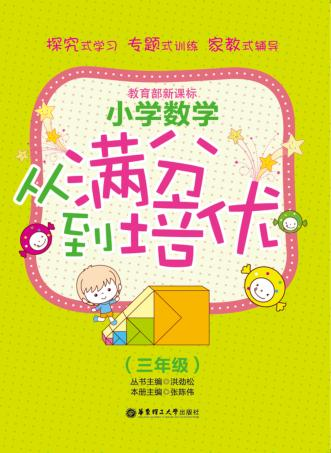 探究式学习 专题式训练 家教式辅导
教育部新课标
小学数学
从满分
到培优
（三年级）
丛书主编 洪劲松
本册主编 张陈伟
华东理工大学出版社